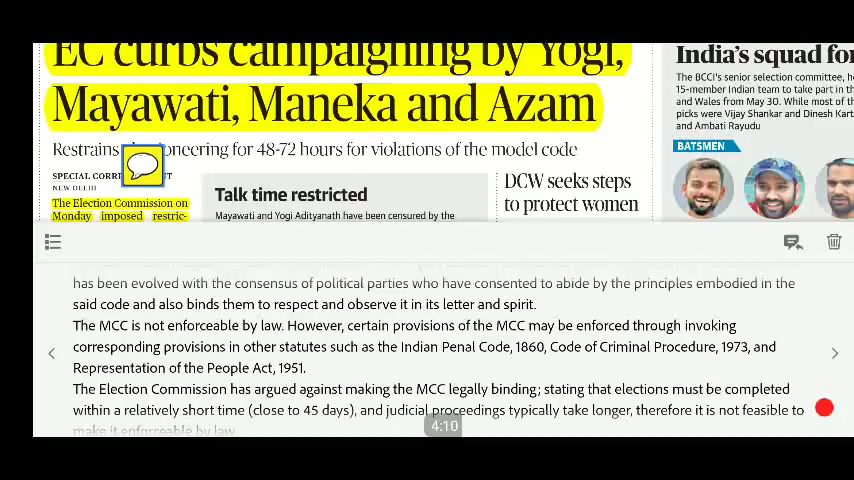 EC curbs campaigning by Yogi,
Mayawati, Maneka and Azam
Restrains oneering for 48-72 hours for violations of the model code
SPECIAL CORRE NT
NEW DELHI
The Election Commission on
Monday imposed restric-
Talk time restricted
Mayawati and Yogi Adityanath have been censured by the
DCW seeks steps
to protect women
India's squad for
The BCCI's senior selection committee, h
15-member Indian team to take part in th
and Wales from May 30. While most of th
picks were Vijay Shankar and Dinesh Kart
and Ambati Rayudu
BATSMEN
has been evolved with the consensus of political parties who have consented to abide by the principles embodied in the
said code and also binds them to respect and observe it in its letter and spirit.
The MCC is not enforceable by law. However, certain provisions of the MCC may be enforced through invoking
corresponding provisions in other statutes such as the Indian Penal Code, 1860, Code of Criminal Procedure, 1973, and
Representation of the People Act, 1951.
The Election Commission has argued against making the MCC legally binding; stating that elections must be completed
within a relatively short time (close to 45 days), and judicial proceedings typically take longer, therefore it is not feasible to
make it enforceable by law
4:10